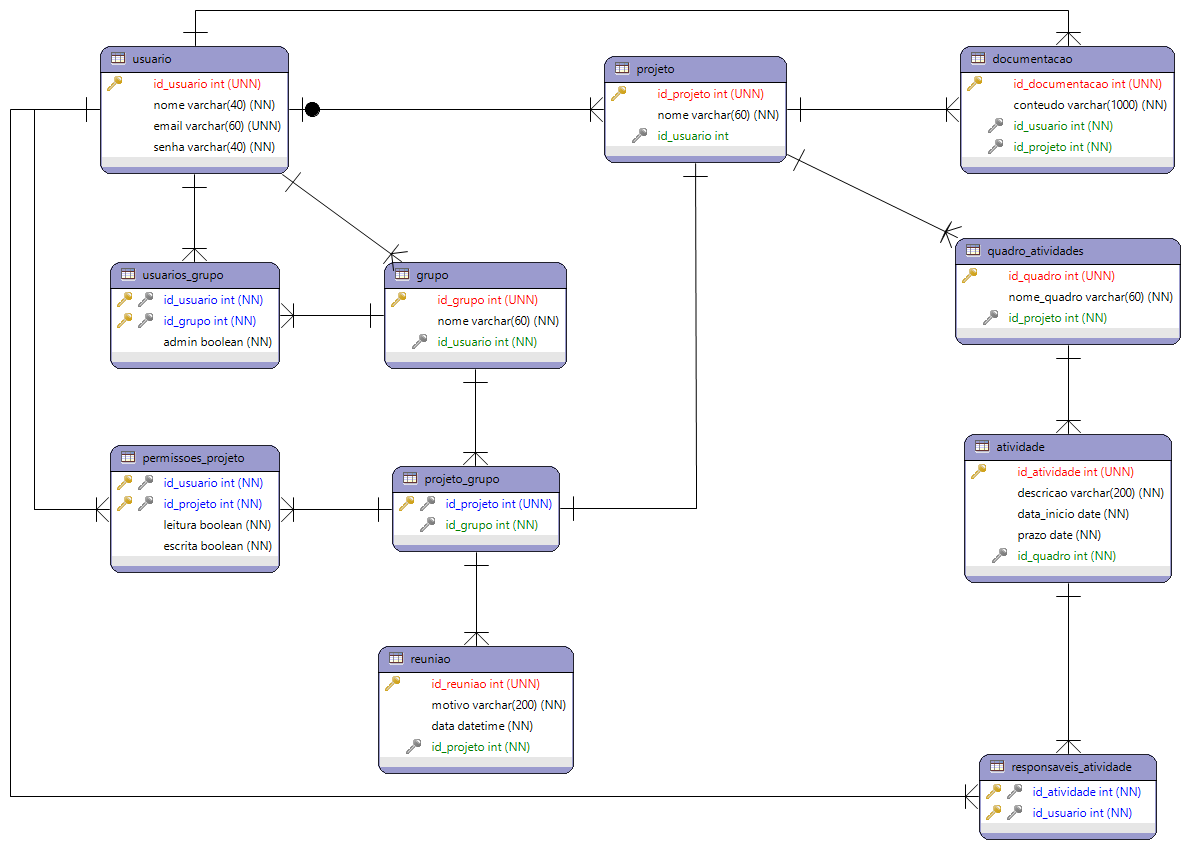 usuario
id_usuario int (UNN)
nome varchar(40) (NN)
email varchar(60) (UNN)
senha varchar(40) (NN)
projeto
id_projeto int (UNN)
nome varchar(60) (NN)
id_usuario int
documentacao
id_documentacao int (UNN)
conteudo varchar(1000) (NN)
id_usuario int (NN)
id_projeto int (NN)
usuarios_grupo
id_usuario int (NN)
id_grupo int (NN)
admin boolean (NN)
grupo
id_grupo int (UNN)
nome varchar(60) (NN)
id_usuario int (NN)
quadro_atividades
id_quadro int (UNN)
nome_quadro varchar(60) (NN)
id_projeto int (NN)
permissoes_projeto
id_usuario int (NN)
id_projeto int (NN)
leitura boolean (NN)
escrita boolean (NN)
projeto_grupo
id_projeto int (UNN)
id_grupo int (NN)
atividade
id_atividade int (UNN)
descricao varchar(200) (NN)
data_inicio date (NN)
prazo date (NN)
id_quadro int (NN)
reuniao
id_reuniao int (UNN)
motivo varchar(200) (NN)
data datetime (NN)
id_projeto int (NN)
responsaveis_atividade
id_atividade int (NN)
id_usuario int (NN)